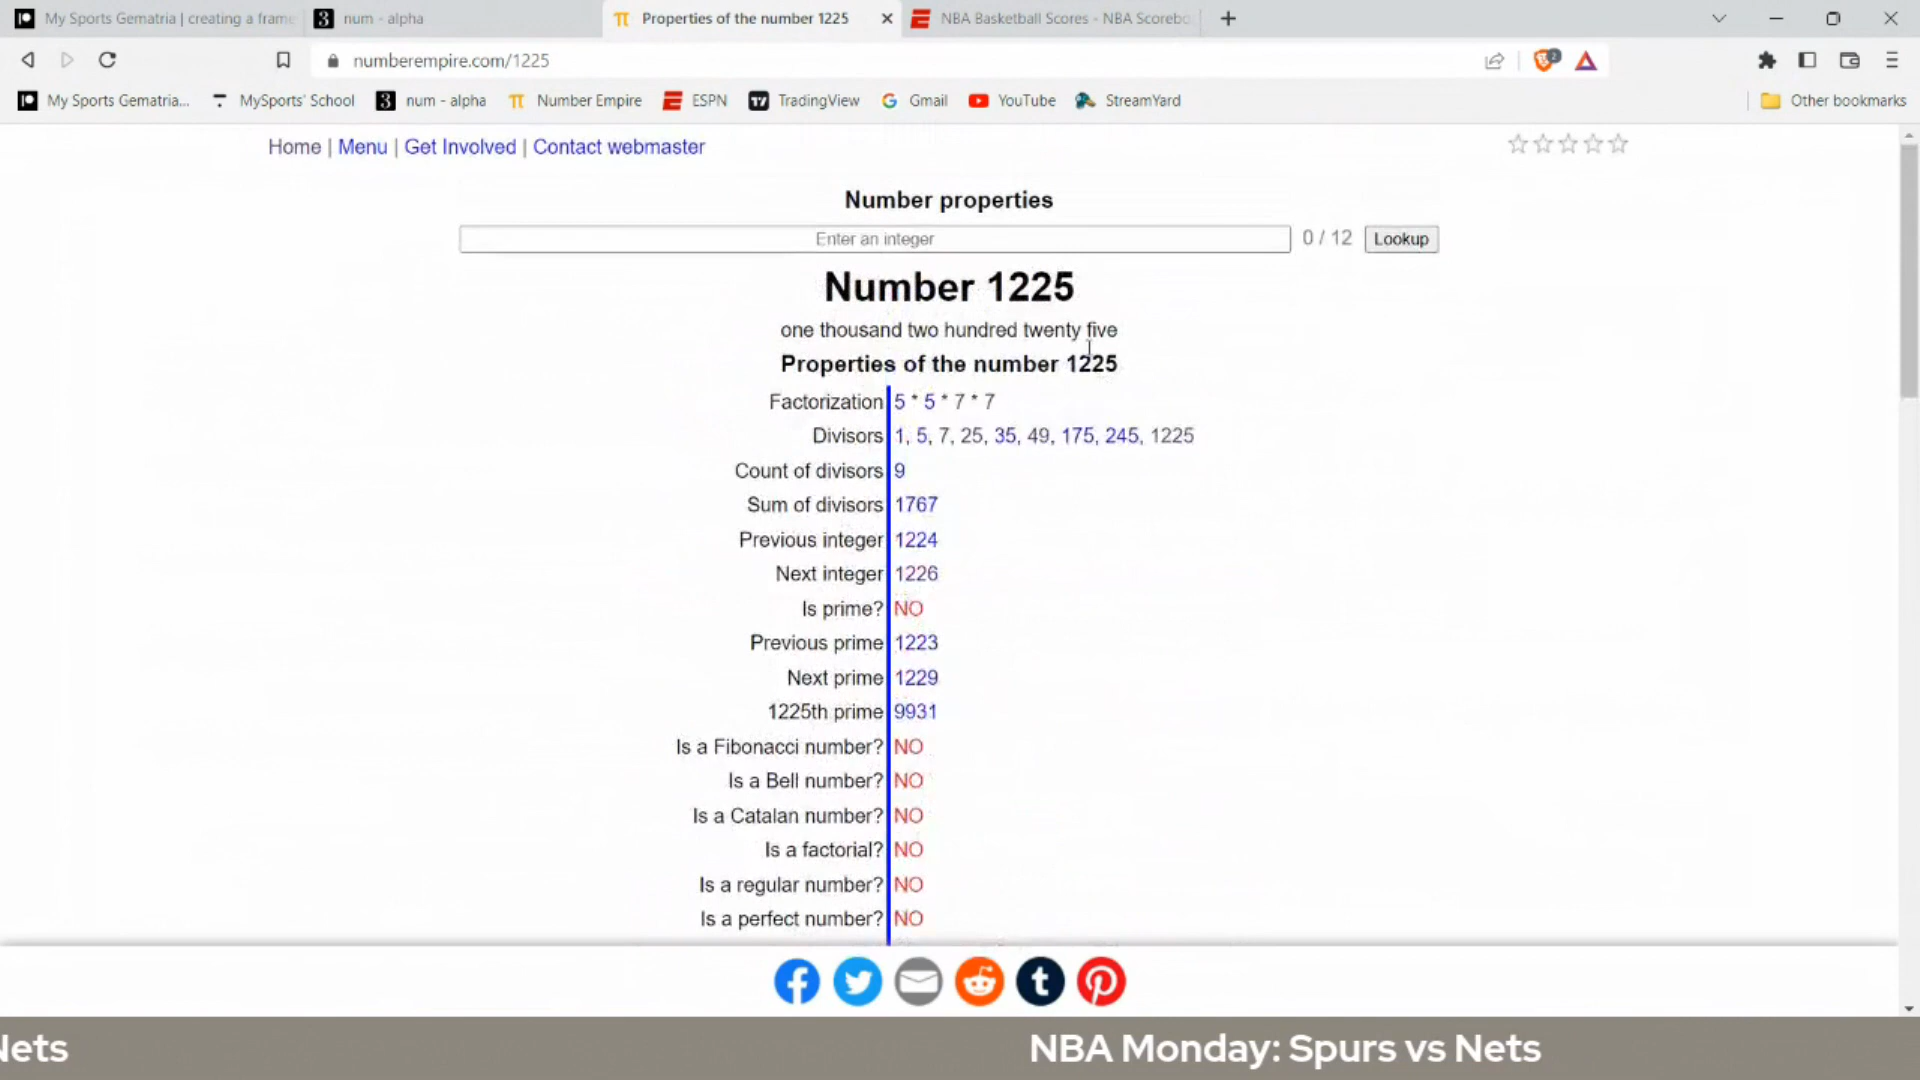 My Sports Gematria | creating a frame
num - alpha
Properties of the number 1225
NBA Basketball Scores - NBA Scorebo
numberempire.com/1225
2
My Sports Gematria...
MySports' School
num - alpha
Number Empire
ESPN
TradingView
Gmail
YouTube
StreamYard
Other bookmarks
Home | Menu | Get Involved | Contact webmaster
Number properties
Enter an integer
0 / 12
Lookup
Number 1225
one thousand two hundred twenty five
Properties of the number 1225
Factorization 5 * 5 * 7 * 7
Divisors 1, 5, 7, 25, 35, 49, 175, 245, 1225
Count of divisors 9
Sum of divisors 1767
Previous integer 1224
Next integer 1226
Is prime? NO
Previous prime 1223
Next prime 1229
1225th prime 9931
Is a Fibonacci number? NO
Is a Bell number? NO
Is a Catalan number? NO
Is a factorial? NO
Is a regular number? NO
Is a perfect number? NO
Nets
NBA Monday: Spurs vs Nets